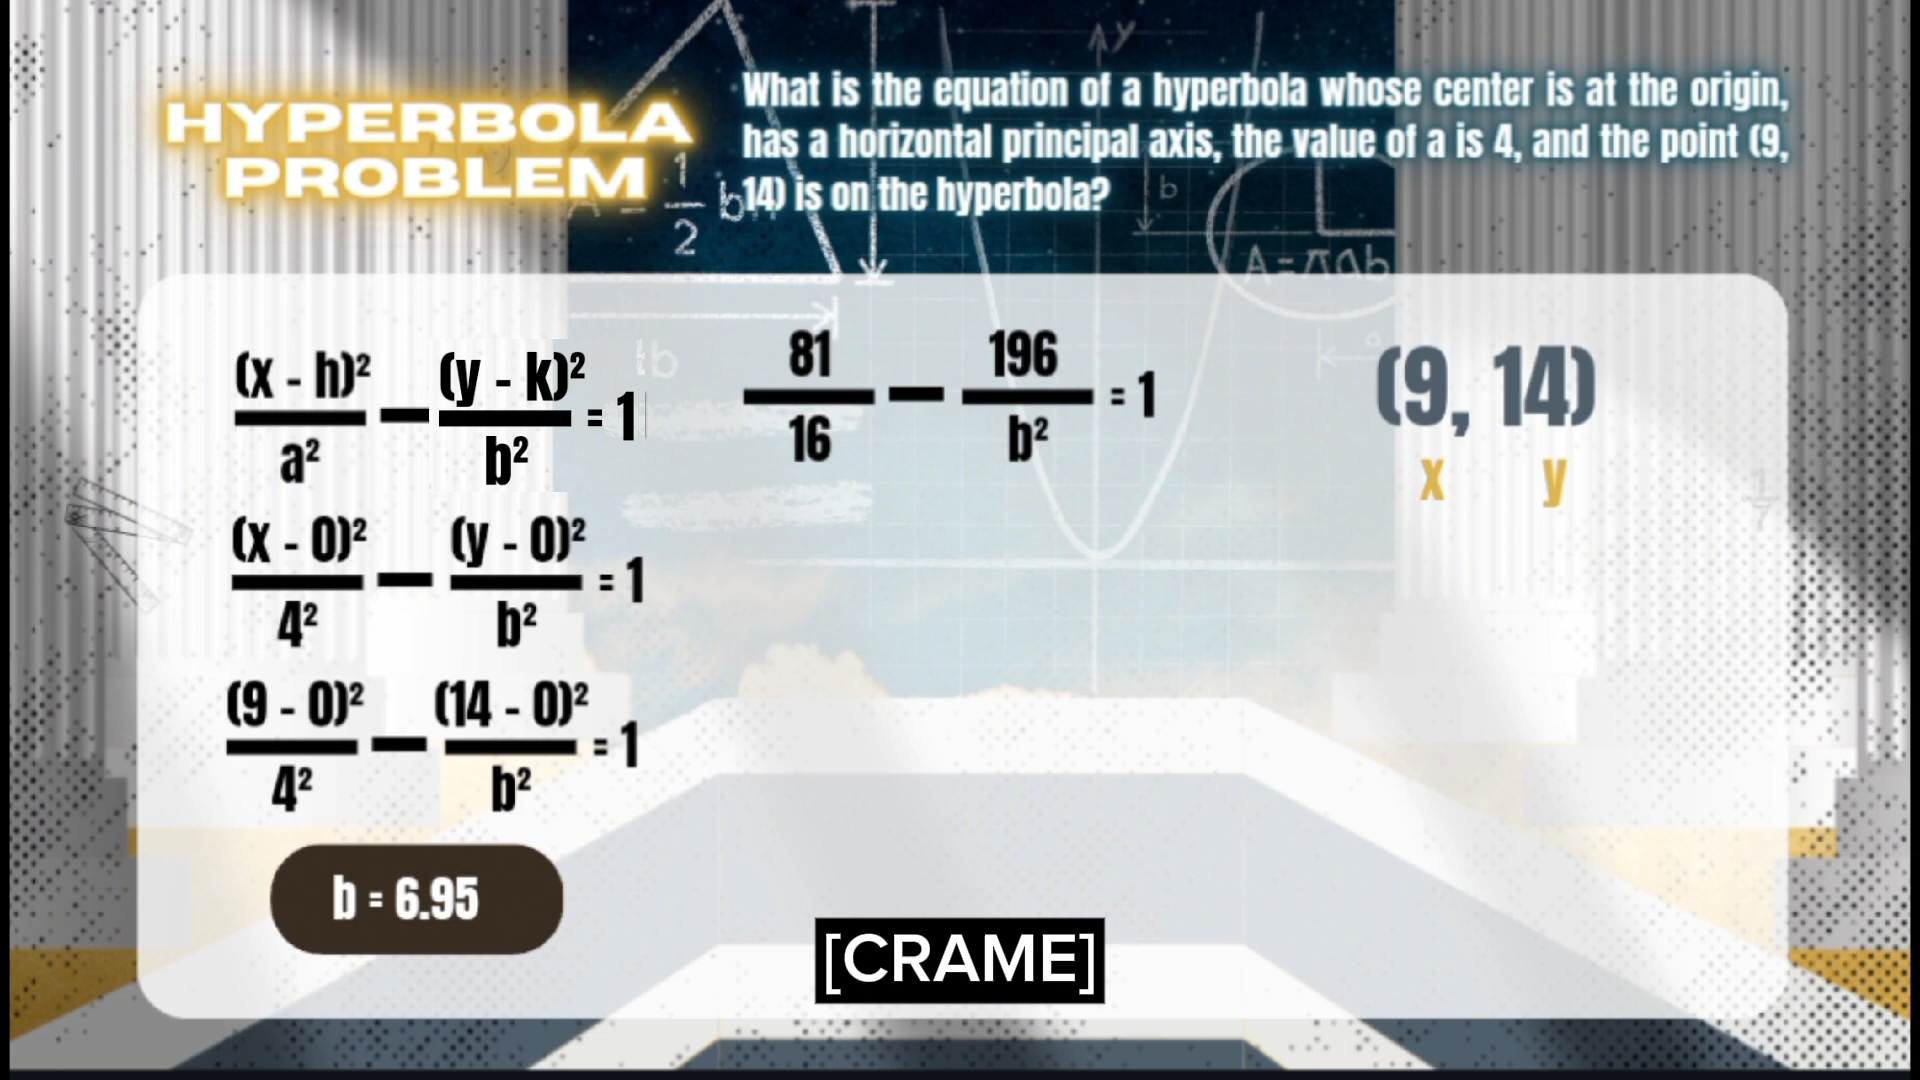 HYPERBOLA
PROBLEM
What is the equation of a hyperbola whose center is at the origin,
has a horizontal principal axis, the value of a is 4, and the point (9,
14) is on the hyperbola?
(x - h)² / a² — (y - k)² / b² = 1
(x - 0)² / 4² — (y - 0)² / b² = 1
(9 - 0)² / 4² — (14 - 0)² / b² = 1
b = 6.95
81 / 16 — 196 / b² = 1
(9, 14)
x y
[CRAME]
y
1
2
b
A=πab
b